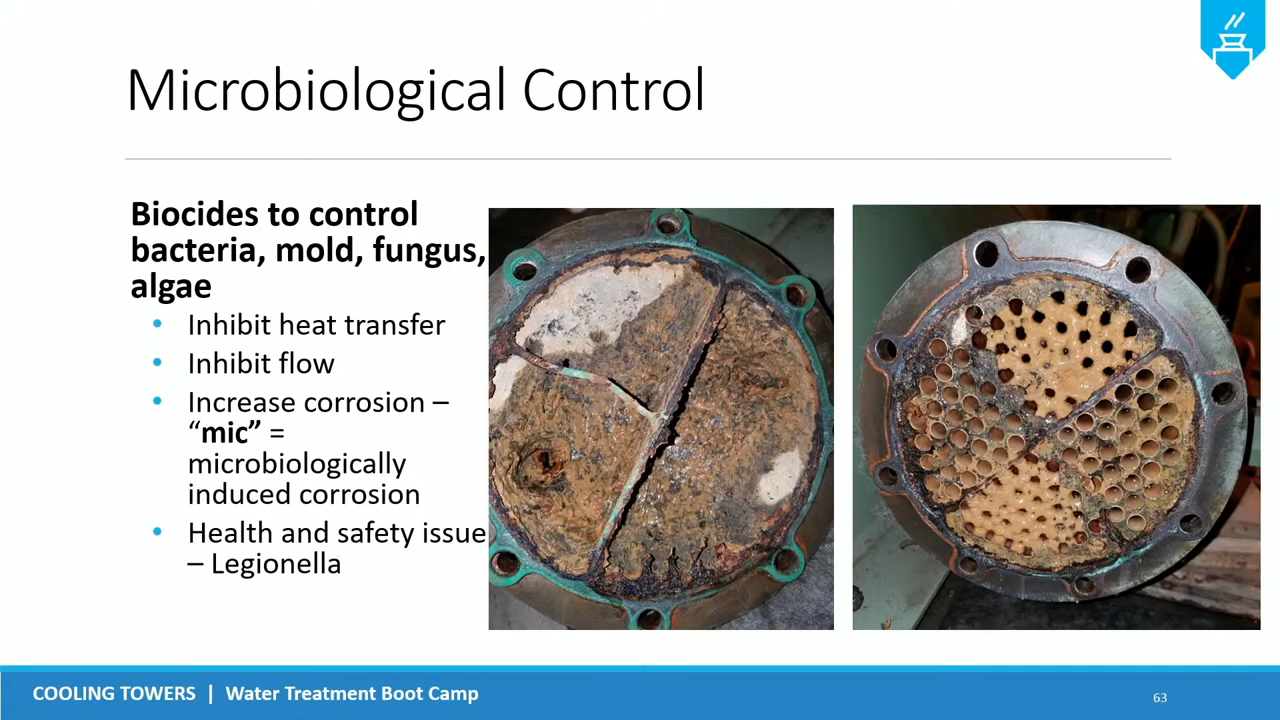 Microbiological Control
Biocides to control
bacteria, mold, fungus,
algae
• Inhibit heat transfer
• Inhibit flow
• Increase corrosion –
“mic” =
microbiologically
induced corrosion
• Health and safety issue
– Legionella
COOLING TOWERS | Water Treatment Boot Camp
63